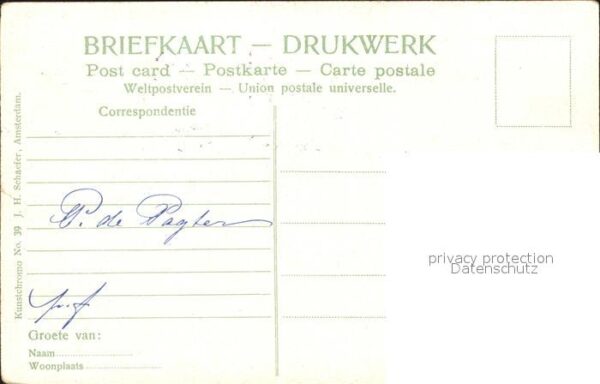 BRIEFKAART — DRUKWERK
Post card — Postkarte — Carte postale
Weltpostverein — Union postale universelle.
Correspondentie
Kunstchromo No. 39 J. H. Schaefer, Amsterdam.
P. de Payter
privacy protection
Datenschutz
Groete van:
Naam
Woonplaats